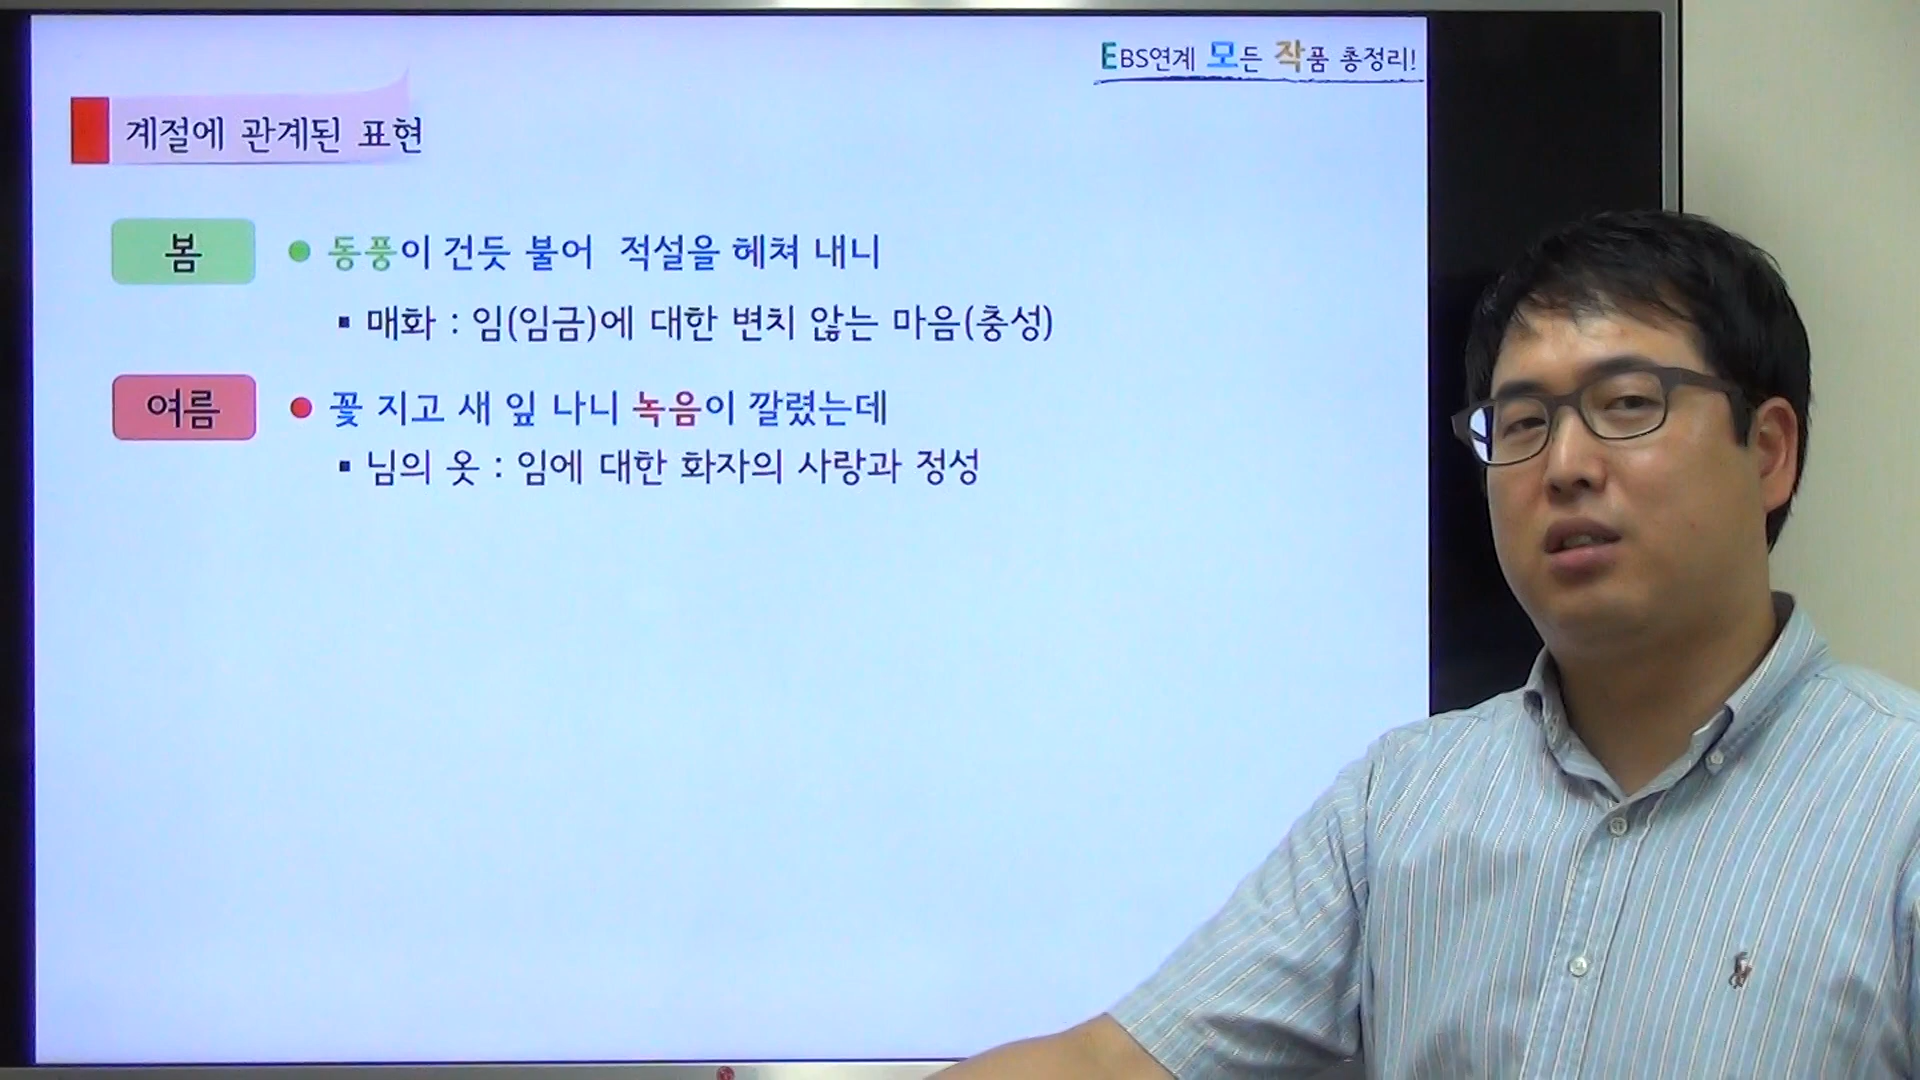 EBS연계 모든 작품 총정리!
계절에 관계된 표현
봄
● 동풍이 건듯 불어 적설을 헤쳐 내니
▪ 매화 : 임(임금)에 대한 변치 않는 마음(충성)
여름
● 꽃 지고 새 잎 나니 녹음이 깔렸는데
▪ 님의 옷 : 임에 대한 화자의 사랑과 정성